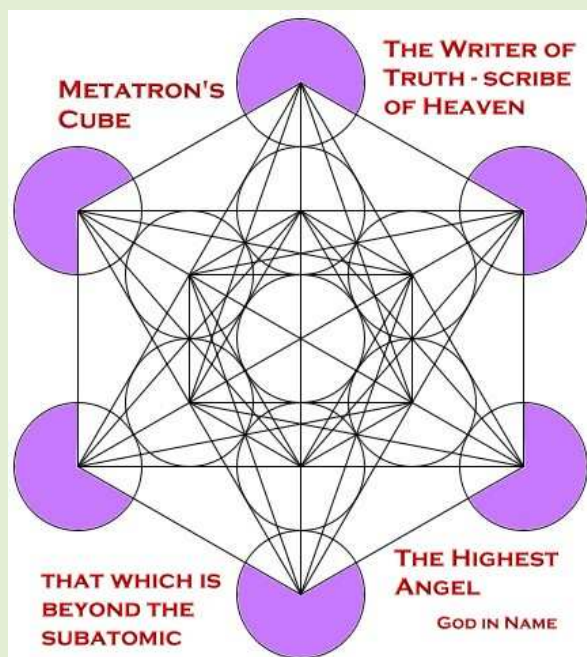 METATRON'S
CUBE
THE WRITER OF
TRUTH - SCRIBE
OF HEAVEN
THAT WHICH IS
BEYOND THE
SUBATOMIC
THE HIGHEST
ANGEL
GOD IN NAME